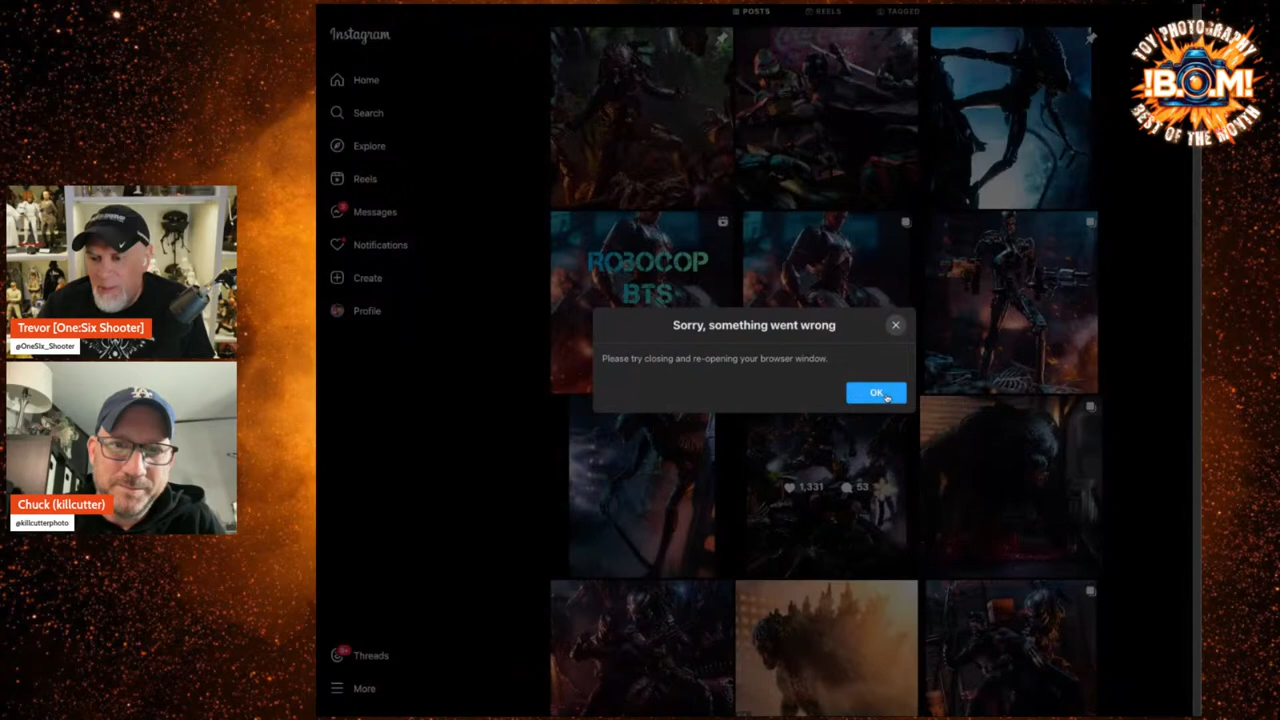 POSTS
REELS
TAGGED
Instagram
Home
Search
Explore
Reels
Messages
Notifications
Create
Profile
Threads
More
ROBOCOP
BTS
Sorry, something went wrong
Please try closing and re-opening your browser window.
OK
1,331
53
Trevor [One:Six Shooter]
@OneSix_Shooter
Chuck (killcutter)
@killcutterphoto
LA
TOY PHOTOGRAPHY
!B.O.M!
BEST OF THE MONTH